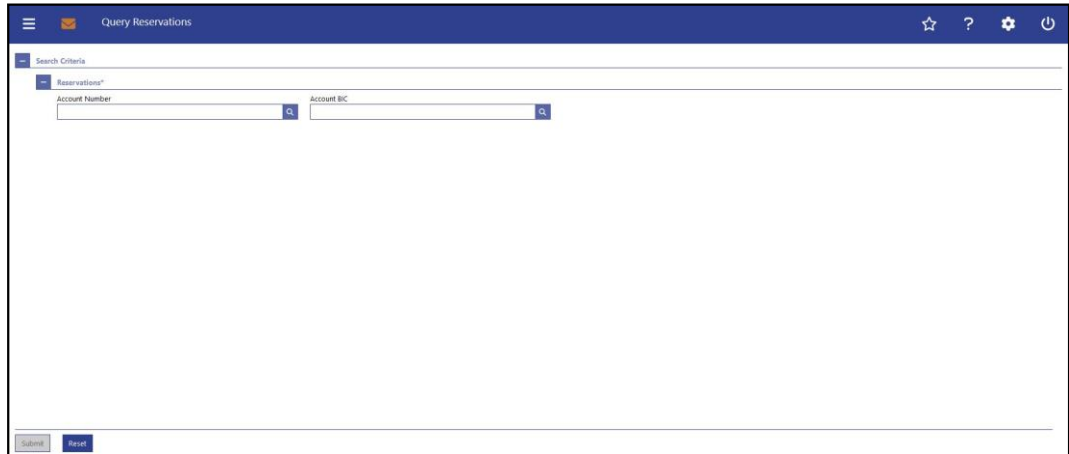 Query Reservations
?
Search Criteria
Reservations*
Account Number Account BIC
Submit Reset